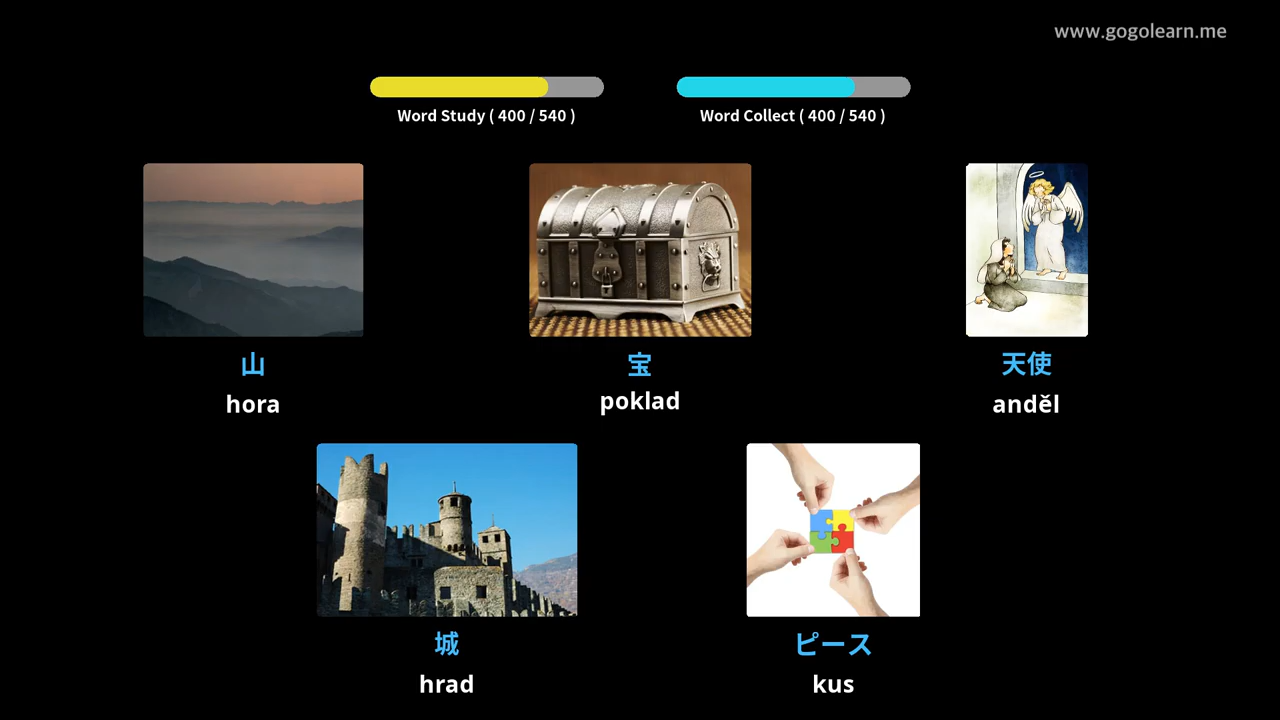 www.gogolearn.me
Word Study ( 400 / 540 )
Word Collect ( 400 / 540 )
山
宝
天使
hora
poklad
anděl
城
ピース
hrad
kus